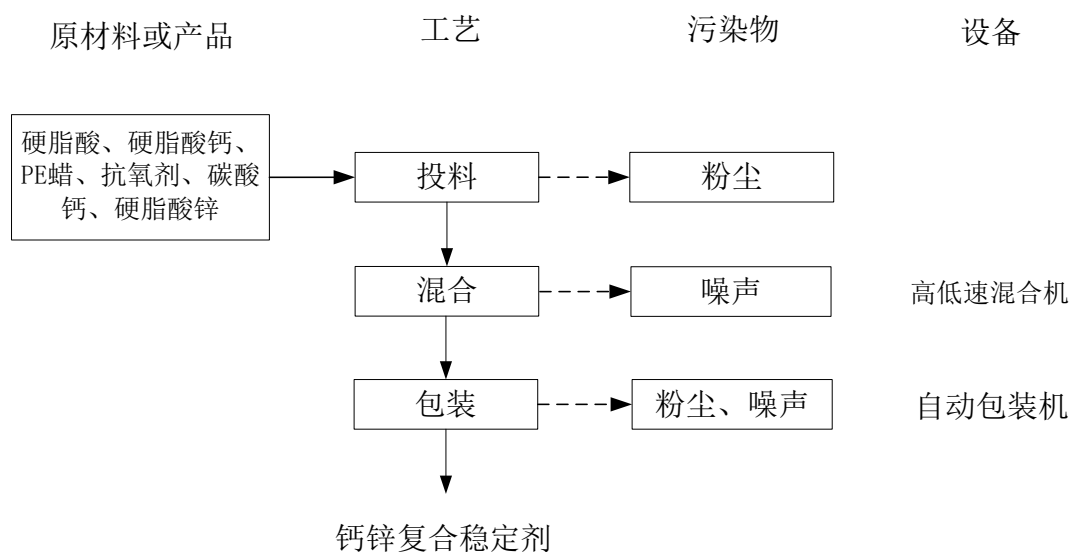 原材料或产品
工艺
污染物
设备
硬脂酸、硬脂酸钙、
PE蜡、抗氧剂、碳酸
钙、硬脂酸锌
投料
粉尘
混合
噪声
高低速混合机
包装
粉尘、噪声
自动包装机
钙锌复合稳定剂